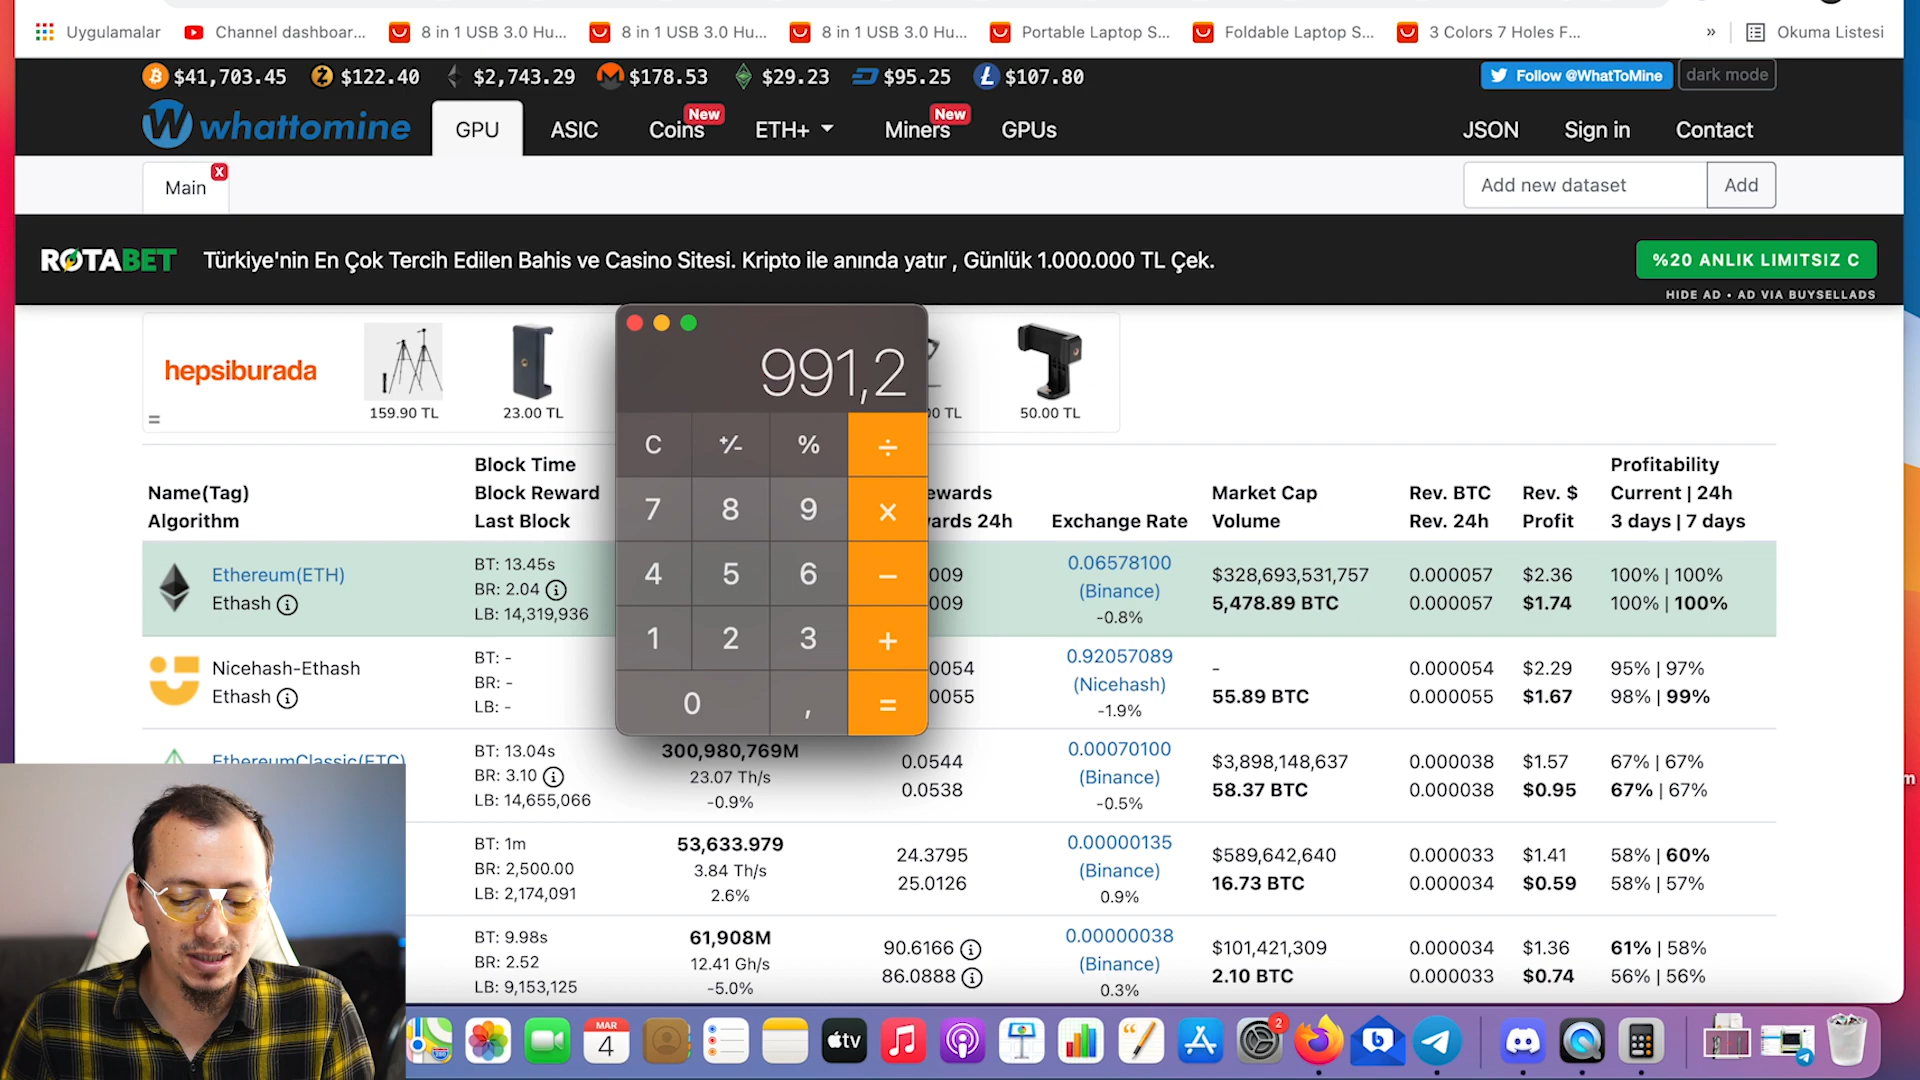 Uygulamalar
Channel dashboar...
8 in 1 USB 3.0 Hu...
8 in 1 USB 3.0 Hu...
8 in 1 USB 3.0 Hu...
Portable Laptop S...
Foldable Laptop S...
3 Colors 7 Holes F...
»
Okuma Listesi
$41,703.45
$122.40
$2,743.29
$178.53
$29.23
$95.25
$107.80
Follow @WhatToMine
dark mode
whattomine
GPU
ASIC
Coins
New
ETH+
Miners
New
GPUs
JSON
Sign in
Contact
Main
X
Add new dataset
Add
ROTABET
Türkiye'nin En Çok Tercih Edilen Bahis ve Casino Sitesi. Kripto ile anında yatır , Günlük 1.000.000 TL Çek.
%20 ANLIK LIMITSIZ C
HIDE AD • AD VIA BUYSELLADS
hepsiburada
159.90 TL
23.00 TL
00 TL
50.00 TL
991,2
C +/- % ÷
7 8 9 ×
4 5 6 −
1 2 3 +
0 , =
Name(Tag)
Algorithm
Block Time
Block Reward
Last Block
ewards
ards 24h
Exchange Rate
Market Cap
Volume
Rev. BTC
Rev. 24h
Rev. $
Profit
Profitability
Current | 24h
3 days | 7 days
Ethereum(ETH)
Ethash
BT: 13.45s
BR: 2.04
LB: 14,319,936
009
009
0.06578100
(Binance)
-0.8%
$328,693,531,757
5,478.89 BTC
0.000057
0.000057
$2.36
$1.74
100% | 100%
100% | 100%
Nicehash-Ethash
Ethash
BT: -
BR: -
LB: -
0054
0055
0.92057089
(Nicehash)
-1.9%
-
55.89 BTC
0.000054
0.000055
$2.29
$1.67
95% | 97%
98% | 99%
EthereumClassic(ETC)
BT: 13.04s
BR: 3.10
LB: 14,655,066
300,980,769M
23.07 Th/s
-0.9%
0.0544
0.0538
0.00070100
(Binance)
-0.5%
$3,898,148,637
58.37 BTC
0.000038
0.000038
$1.57
$0.95
67% | 67%
67% | 67%
BT: 1m
BR: 2,500.00
LB: 2,174,091
53,633.979
3.84 Th/s
2.6%
24.3795
25.0126
0.00000135
(Binance)
0.9%
$589,642,640
16.73 BTC
0.000033
0.000034
$1.41
$0.59
58% | 60%
58% | 57%
BT: 9.98s
BR: 2.52
LB: 9,153,125
61,908M
12.41 Gh/s
-5.0%
90.6166
86.0888
0.00000038
(Binance)
0.3%
$101,421,309
2.10 BTC
0.000034
0.000033
$1.36
$0.74
61% | 58%
56% | 56%
MAR
4
tv
2